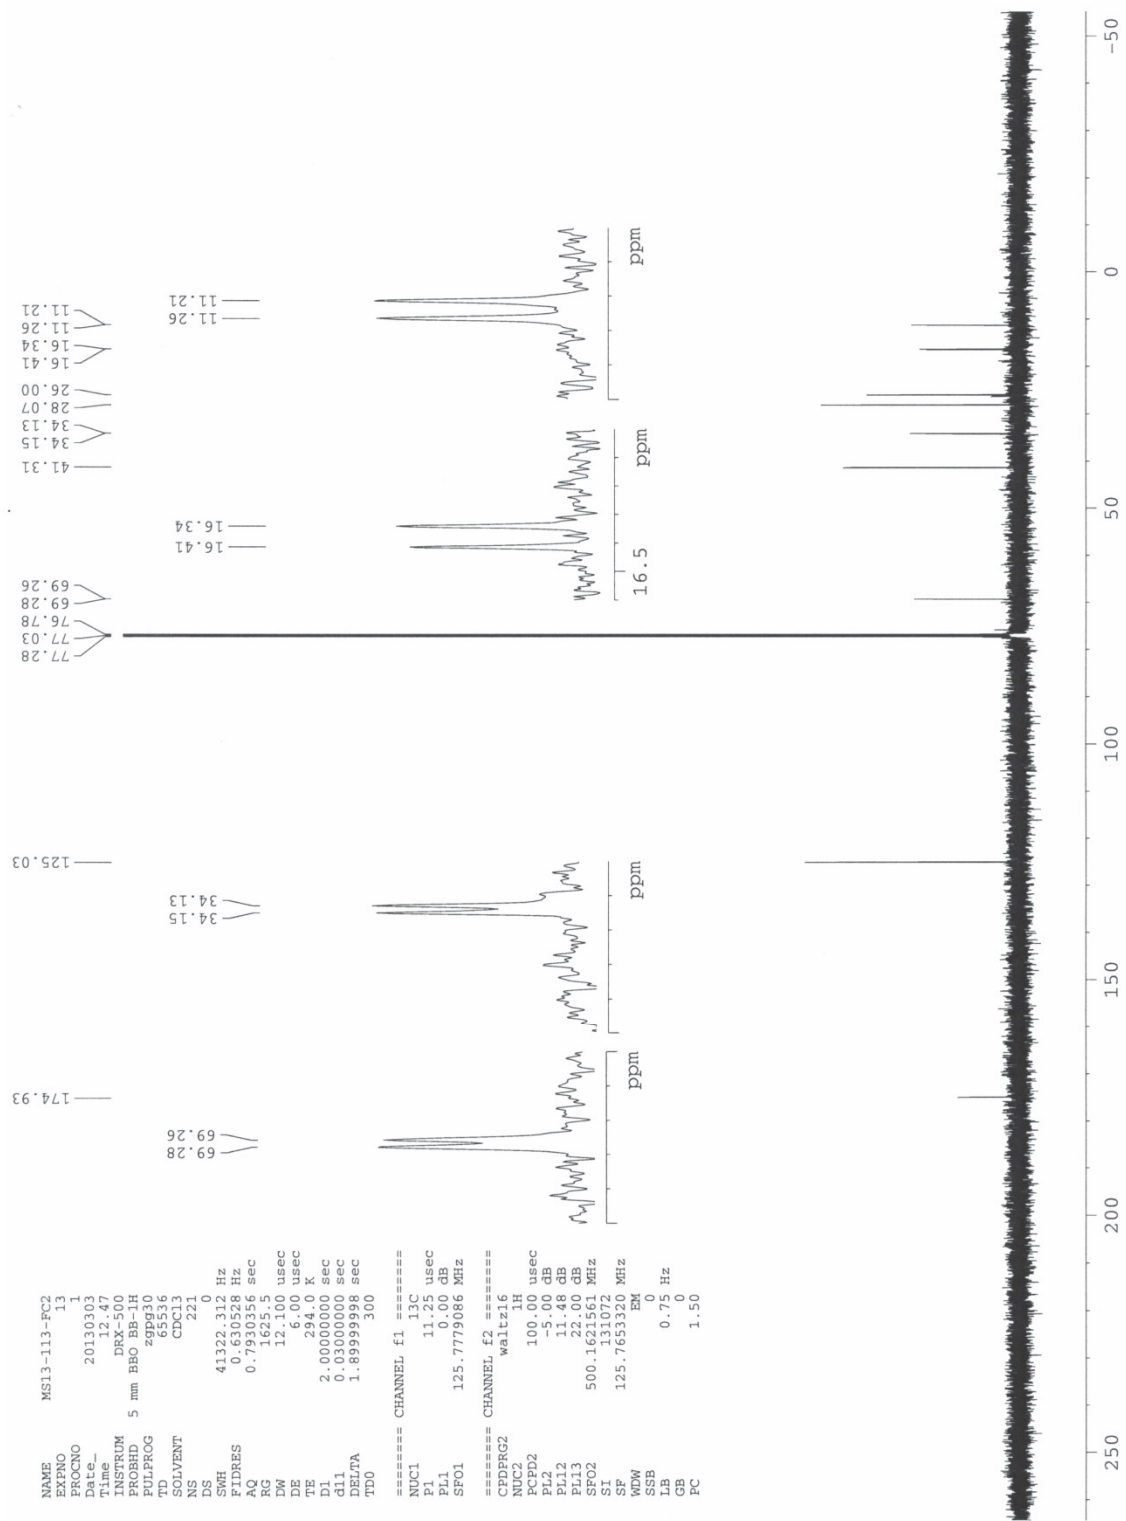 NAME MS13-113-FC2
EXPNO 13
PROCNO 1
Date_ 20130303
Time 12.47
INSTRUM DRX-500
PROBHD 5 mm BBO BB-1H
PULPROG zgpg30
TD 65536
SOLVENT CDCl3
NS 221
DS 0
SWH 41322.312 Hz
FIDRES 0.630528 Hz
AQ 0.7930356 sec
RG 1625.5
DW 12.100 usec
DE 6.00 usec
TE 294.0 K
D1 2.00000000 sec
d11 0.03000000 sec
DELTA 1.89999998 sec
TD0 300
======== CHANNEL f1 ========
NUC1 13C
P1 11.25 usec
PL1 0.00 dB
SFO1 125.7779086 MHz
======== CHANNEL f2 ========
CPDPRG2 waltz16
NUC2 1H
PCPD2 100.00 usec
PL2 -5.00 dB
PL12 11.48 dB
PL13 22.00 dB
SFO2 500.1621561 MHz
SI 131072
SF 125.7653320 MHz
WDW EM
SSB 0
LB 0.75 Hz
GB 0
PC 1.50
174.93
125.03
77.28
77.03
76.78
69.28
69.26
41.31
34.15
34.13
28.07
26.00
16.41
16.34
11.26
11.21
69.28
69.26
ppm
34.15
34.13
ppm
16.41
16.34
16.5 ppm
11.26
11.21
ppm
250 200 150 100 50 0 -50